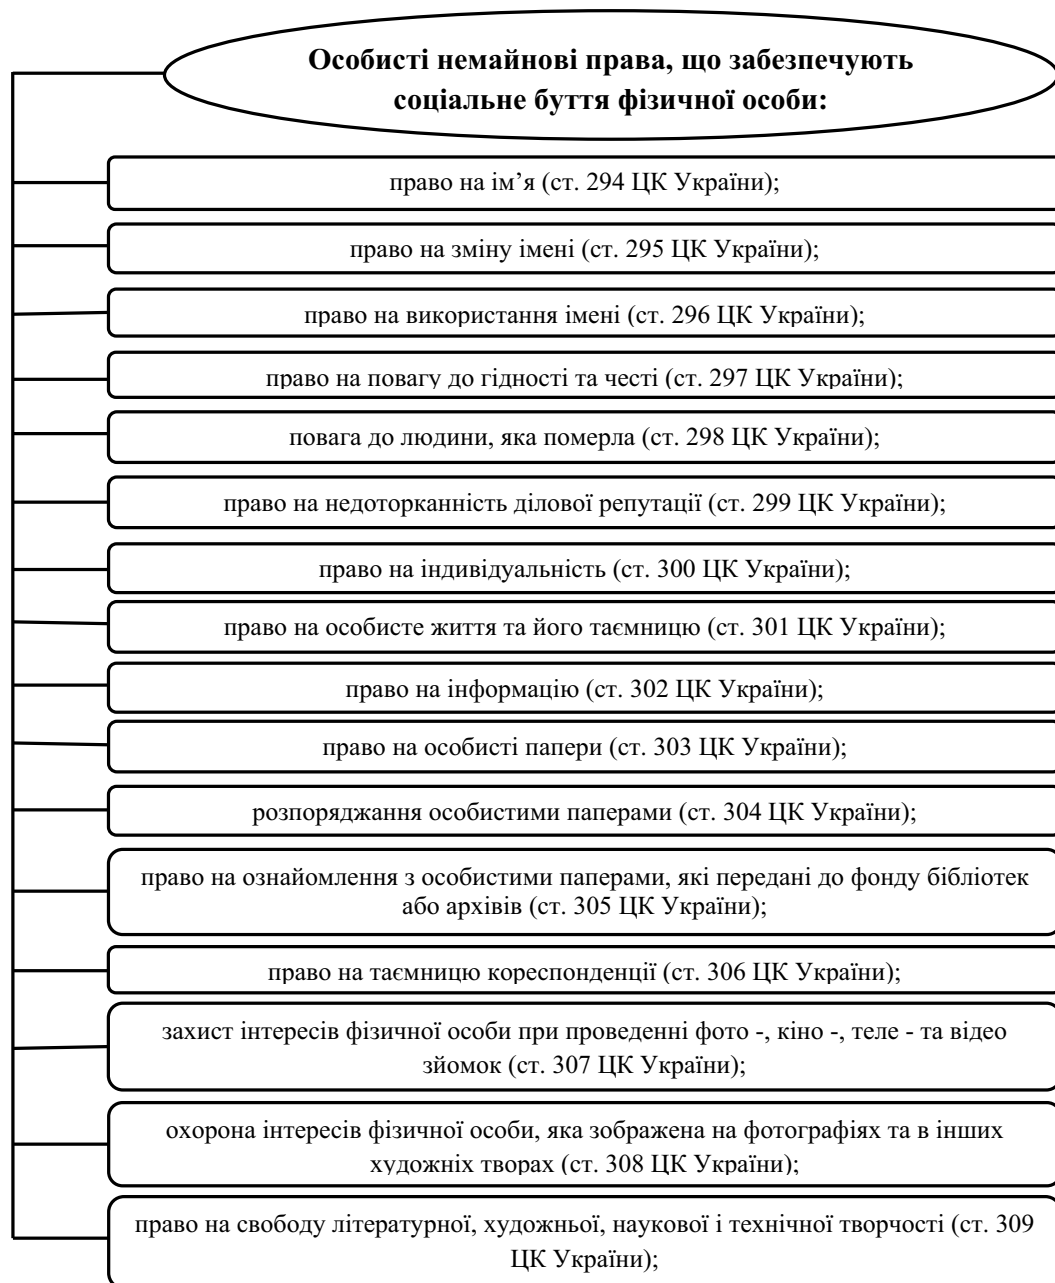 Особисті немайнові права, що забезпечують
соціальне буття фізичної особи:
право на ім’я (ст. 294 ЦК України);
право на зміну імені (ст. 295 ЦК України);
право на використання імені (ст. 296 ЦК України);
право на повагу до гідності та честі (ст. 297 ЦК України);
повага до людини, яка померла (ст. 298 ЦК України);
право на недоторканність ділової репутації (ст. 299 ЦК України);
право на індивідуальність (ст. 300 ЦК України);
право на особисте життя та його таємницю (ст. 301 ЦК України);
право на інформацію (ст. 302 ЦК України);
право на особисті папери (ст. 303 ЦК України);
розпоряджання особистими паперами (ст. 304 ЦК України);
право на ознайомлення з особистими паперами, які передані до фонду бібліотек
або архівів (ст. 305 ЦК України);
право на таємницю кореспонденції (ст. 306 ЦК України);
захист інтересів фізичної особи при проведенні фото -, кіно -, теле - та відео
зйомок (ст. 307 ЦК України);
охорона інтересів фізичної особи, яка зображена на фотографіях та в інших
художніх творах (ст. 308 ЦК України);
право на свободу літературної, художньої, наукової і технічної творчості (ст. 309
ЦК України);